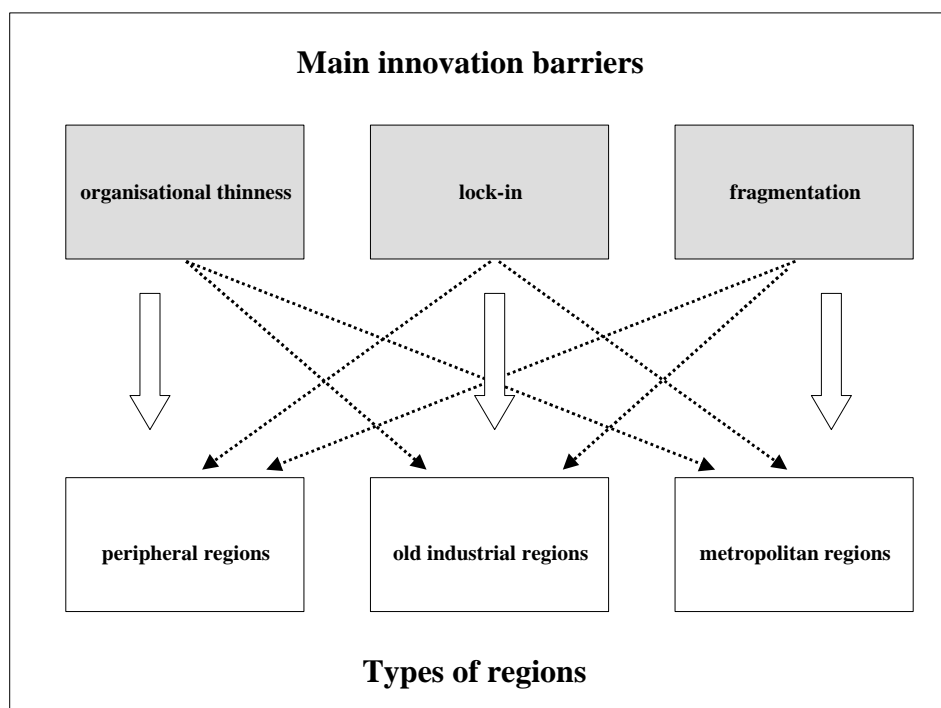 Main innovation barriers
organisational thinness
lock-in
fragmentation
peripheral regions
old industrial regions
metropolitan regions
Types of regions